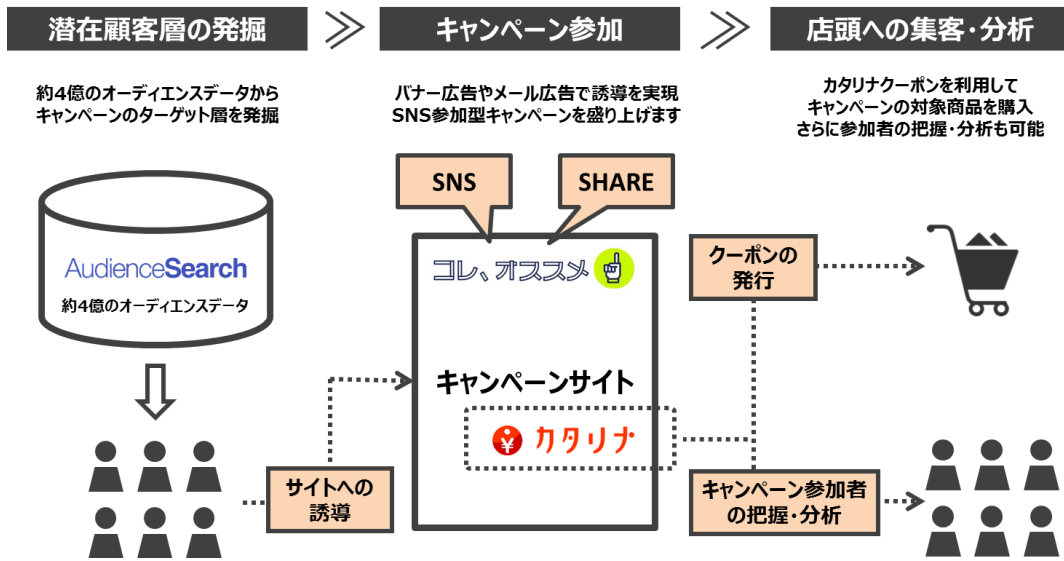 潜在顧客層の発掘
キャンペーン参加
店頭への集客・分析
約4億のオーディエンスデータから
キャンペーンのターゲット層を発掘
バナー広告やメール広告で誘導を実現
SNS参加型キャンペーンを盛り上げます
カタリナクーポンを利用して
キャンペーンの対象商品を購入
さらに参加者の把握・分析も可能
AudienceSearch
約4億のオーディエンスデータ
サイトへの
誘導
SNS
SHARE
コレ、オススメ
キャンペーンサイト
¥ カタリナ
クーポンの
発行
キャンペーン参加者
の把握・分析